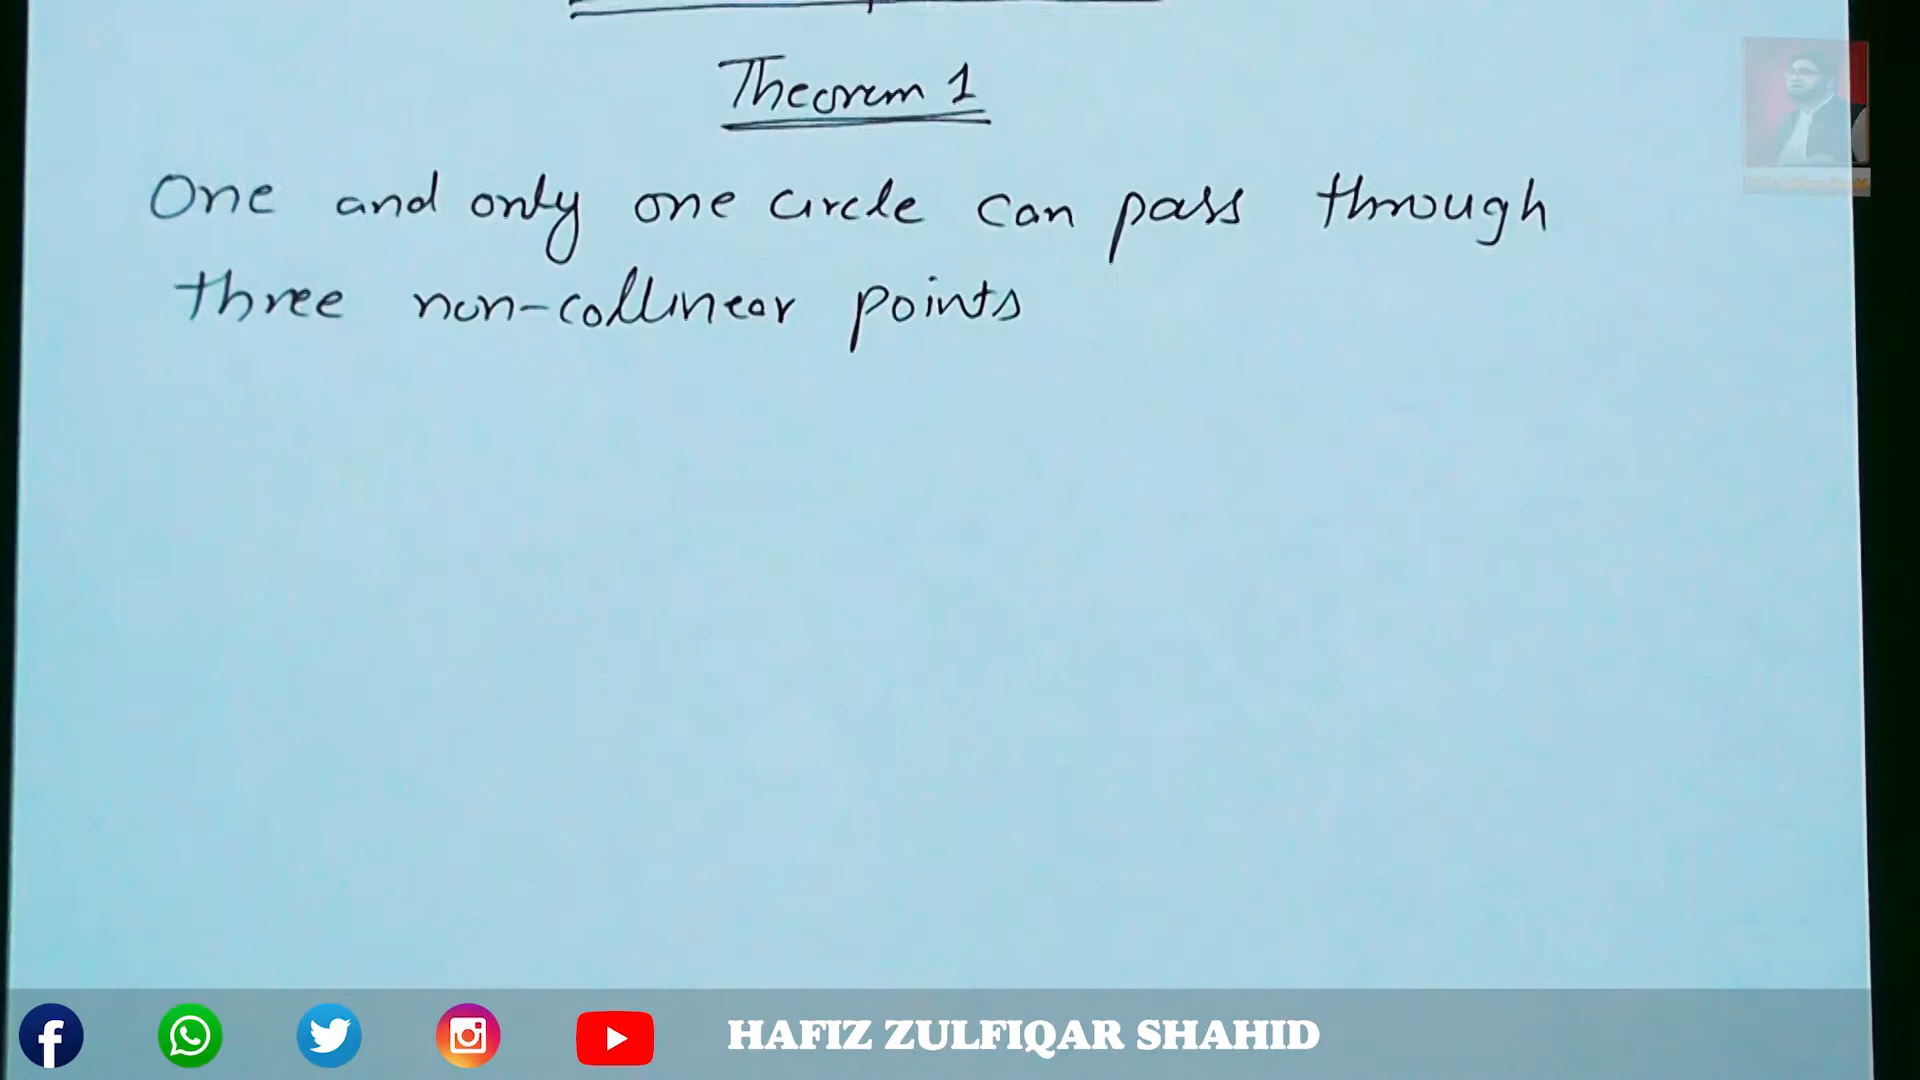 Theorem 1
One and only one circle can pass through
three non-collinear points
HAFIZ ZULFIQAR SHAHID